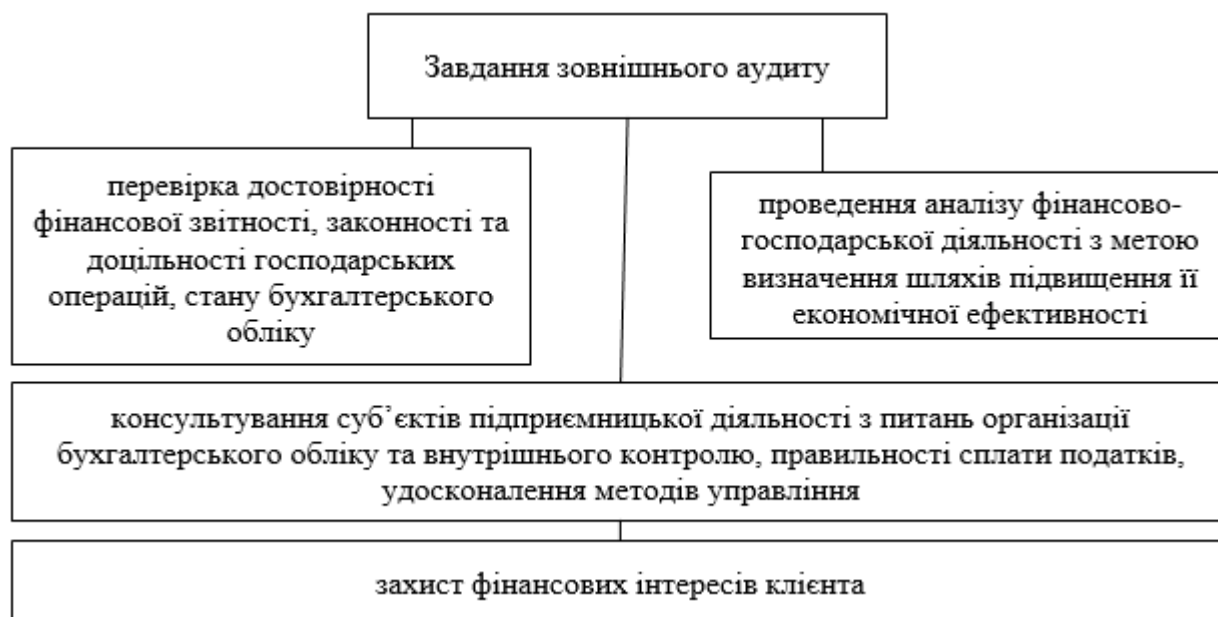 Завдання зовнішнього аудиту
перевірка достовірності
фінансової звітності, законності та
доцільності господарських
операцій, стану бухгалтерського
обліку
проведення аналізу фінансово-
господарської діяльності з метою
визначення шляхів підвищення її
економічної ефективності
консультування суб’єктів підприємницької діяльності з питань організації
бухгалтерського обліку та внутрішнього контролю, правильності сплати податків,
удосконалення методів управління
захист фінансових інтересів клієнта